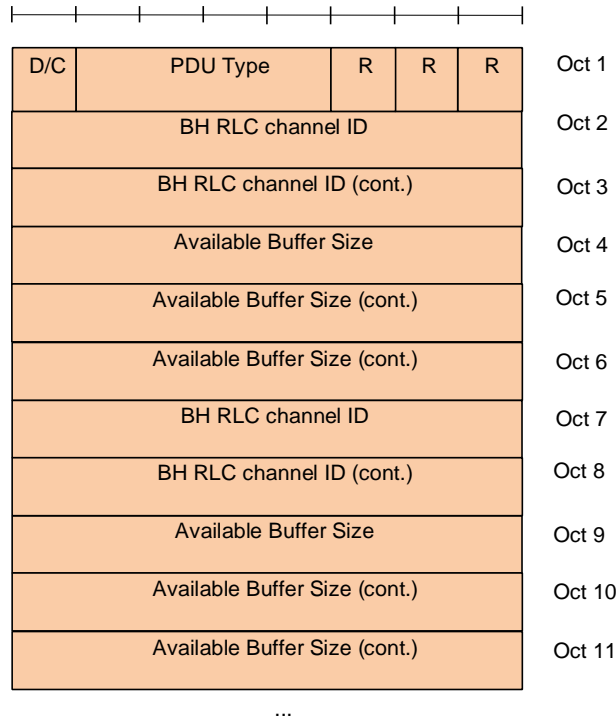 D/C PDU Type R R R Oct 1
BH RLC channel ID Oct 2
BH RLC channel ID (cont.) Oct 3
Available Buffer Size Oct 4
Available Buffer Size (cont.) Oct 5
Available Buffer Size (cont.) Oct 6
BH RLC channel ID Oct 7
BH RLC channel ID (cont.) Oct 8
Available Buffer Size Oct 9
Available Buffer Size (cont.) Oct 10
Available Buffer Size (cont.) Oct 11
...